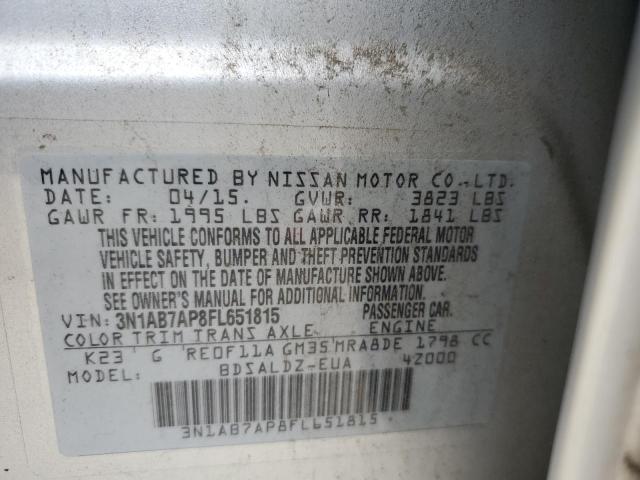 MANUFACTURED BY NISSAN MOTOR CO.,LTD.
DATE: 04/15. GVWR: 3823 LBS
GAWR FR: 1995 LBS GAWR RR: 1841 LBS
THIS VEHICLE CONFORMS TO ALL APPLICABLE FEDERAL MOTOR
VEHICLE SAFETY, BUMPER AND THEFT PREVENTION STANDARDS
IN EFFECT ON THE DATE OF MANUFACTURE SHOWN ABOVE.
SEE OWNER'S MANUAL FOR ADDITIONAL INFORMATION.
VIN: 3N1AB7AP8FL651815 PASSENGER CAR.
COLOR TRIM TRANS AXLE ENGINE
K23 G RE0F11A GM35 MRA8DE 1798 CC
MODEL: BDSALDZ-EUA 4Z000
3N1AB7AP8FL651815